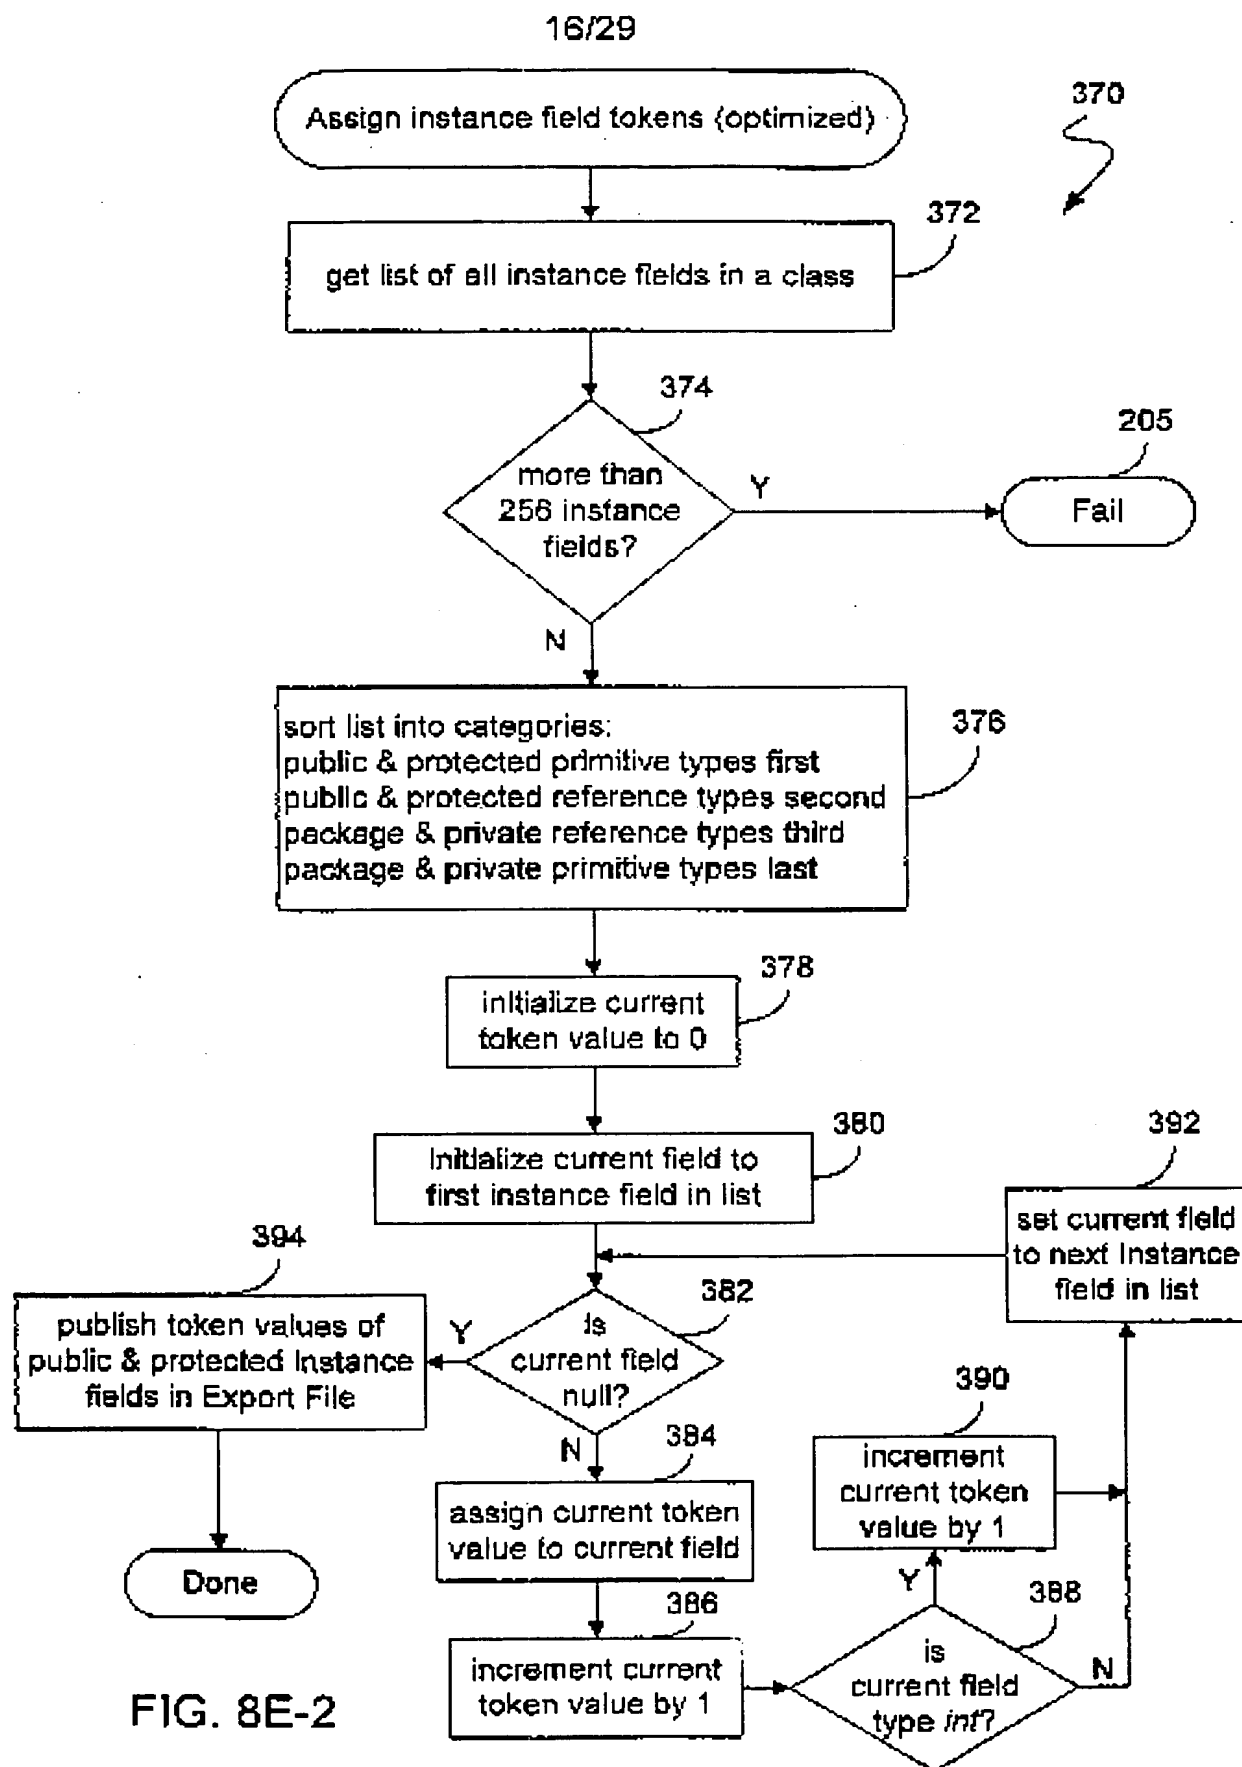 16/29
Assign instance field tokens (optimized)
370
372
get list of all instance fields in a class
374
more than
256 instance
fields?
Y
205
Fail
N
sort list into categories:
public & protected primitive types first
public & protected reference types second
package & private reference types third
package & private primitive types last
376
378
initialize current
token value to 0
380
Initialize current field to
first instance field in list
392
set current field
to next Instance
field in list
394
publish token values of
public & protected Instance
fields in Export File
Y
382
is
current field
null?
N
384
assign current token
value to current field
390
increment
current token
value by 1
Done
386
increment current
token value by 1
Y
388
is
current field
type int?
N
FIG. 8E-2